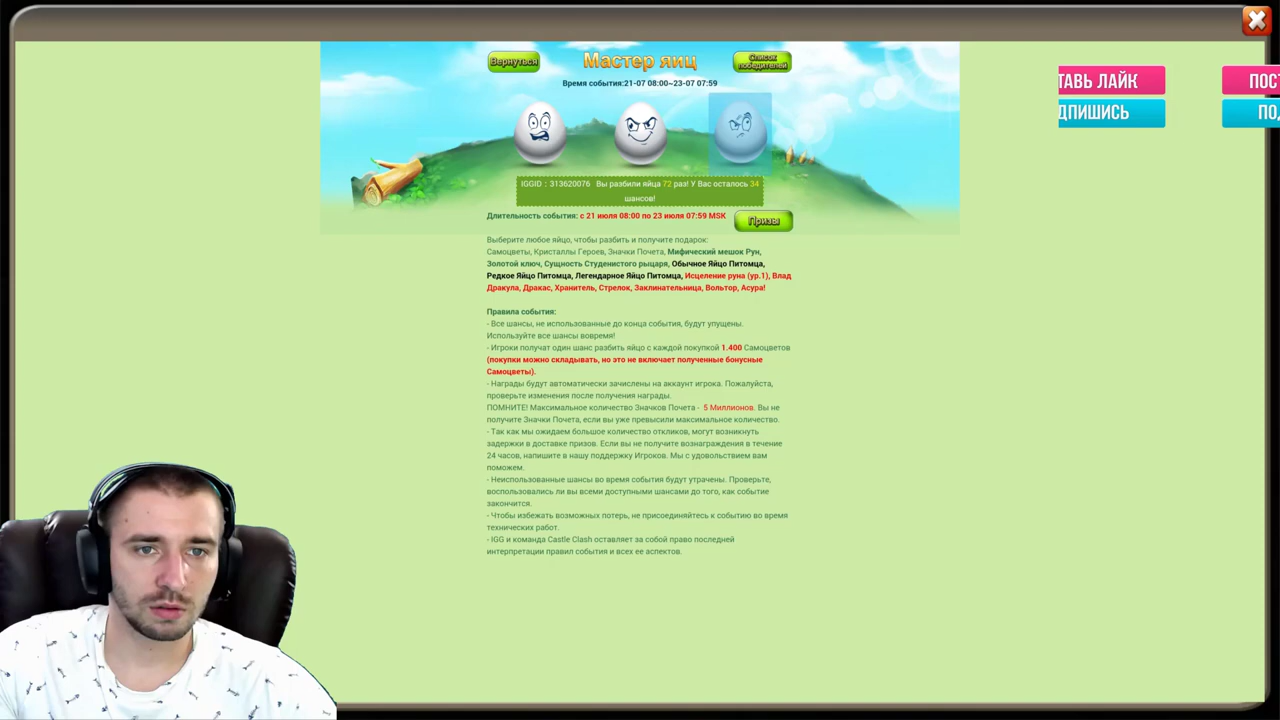 Вернуться
Мастер яиц
Список победителей
Время события:21-07 08:00~23-07 07:59
ТАВЬ ЛАЙК
ПОСТ
ДПИШИСЬ
ПОД
IGGID : 313620076 Вы разбили яйца 72 раз! У Вас осталось 34
шансов!
Длительность события: с 21 июля 08:00 по 23 июля 07:59 MSK
Призы
Выберите любое яйцо, чтобы разбить и получите подарок:
Самоцветы, Кристаллы Героев, Значки Почета, Мифический мешок Рун,
Золотой ключ, Сущность Студенистого рыцаря, Обычное Яйцо Питомца,
Редкое Яйцо Питомца, Легендарное Яйцо Питомца, Исцеление руна (ур.1), Влад
Дракула, Дракас, Хранитель, Стрелок, Заклинательница, Вольтор, Асура!
Правила события:
- Все шансы, не использованные до конца события, будут упущены.
Используйте все шансы вовремя!
- Игроки получат один шанс разбить яйцо с каждой покупкой 1.400 Самоцветов
(покупки можно складывать, но это не включает полученные бонусные
Самоцветы).
- Награды будут автоматически зачислены на аккаунт игрока. Пожалуйста,
проверьте изменения после получения награды.
ПОМНИТЕ! Максимальное количество Значков Почета - 5 Миллионов. Вы не
получите Значки Почета, если вы уже превысили максимальное количество.
- Так как мы ожидаем большое количество откликов, могут возникнуть
задержки в доставке призов. Если вы не получите вознаграждения в течение
24 часов, напишите в нашу поддержку Игроков. Мы с удовольствием вам
поможем.
- Неиспользованные шансы во время события будут утрачены. Проверьте,
воспользовались ли вы всеми доступными шансами до того, как событие
закончится.
- Чтобы избежать возможных потерь, не присоединяйтесь к событию во время
технических работ.
- IGG и команда Castle Clash оставляет за собой право последней
интерпретации правил события и всех ее аспектов.